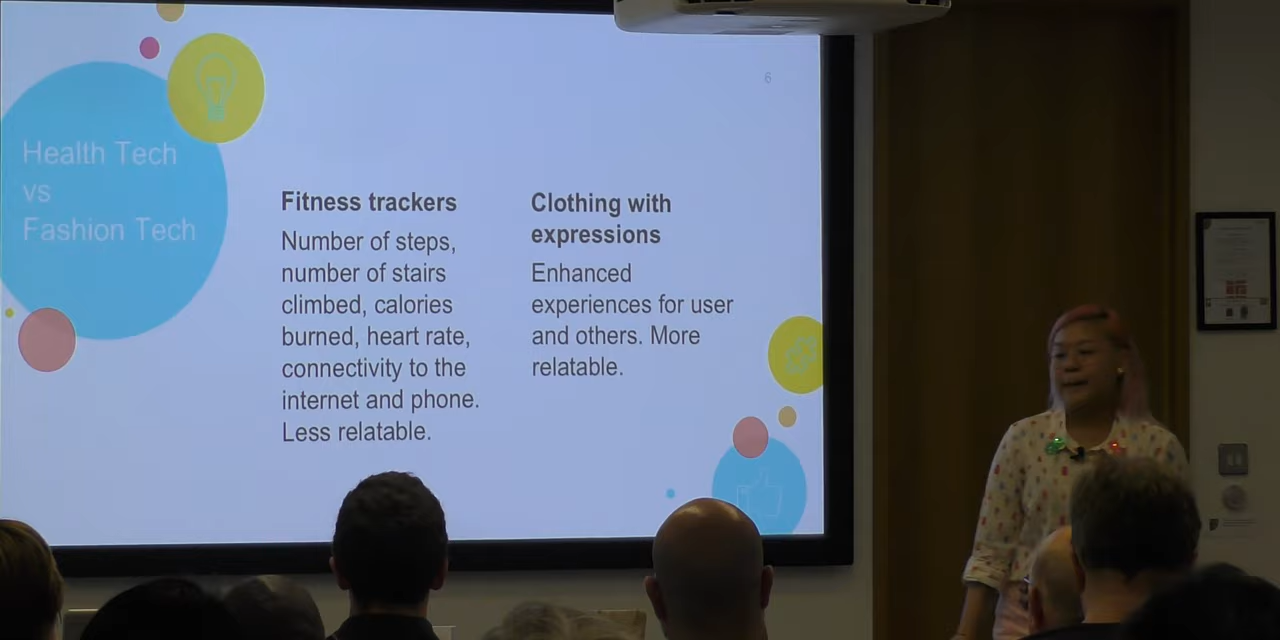 6
Health Tech
vs
Fashion Tech
Fitness trackers
Number of steps,
number of stairs
climbed, calories
burned, heart rate,
connectivity to the
internet and phone.
Less relatable.
Clothing with
expressions
Enhanced
experiences for user
and others. More
relatable.